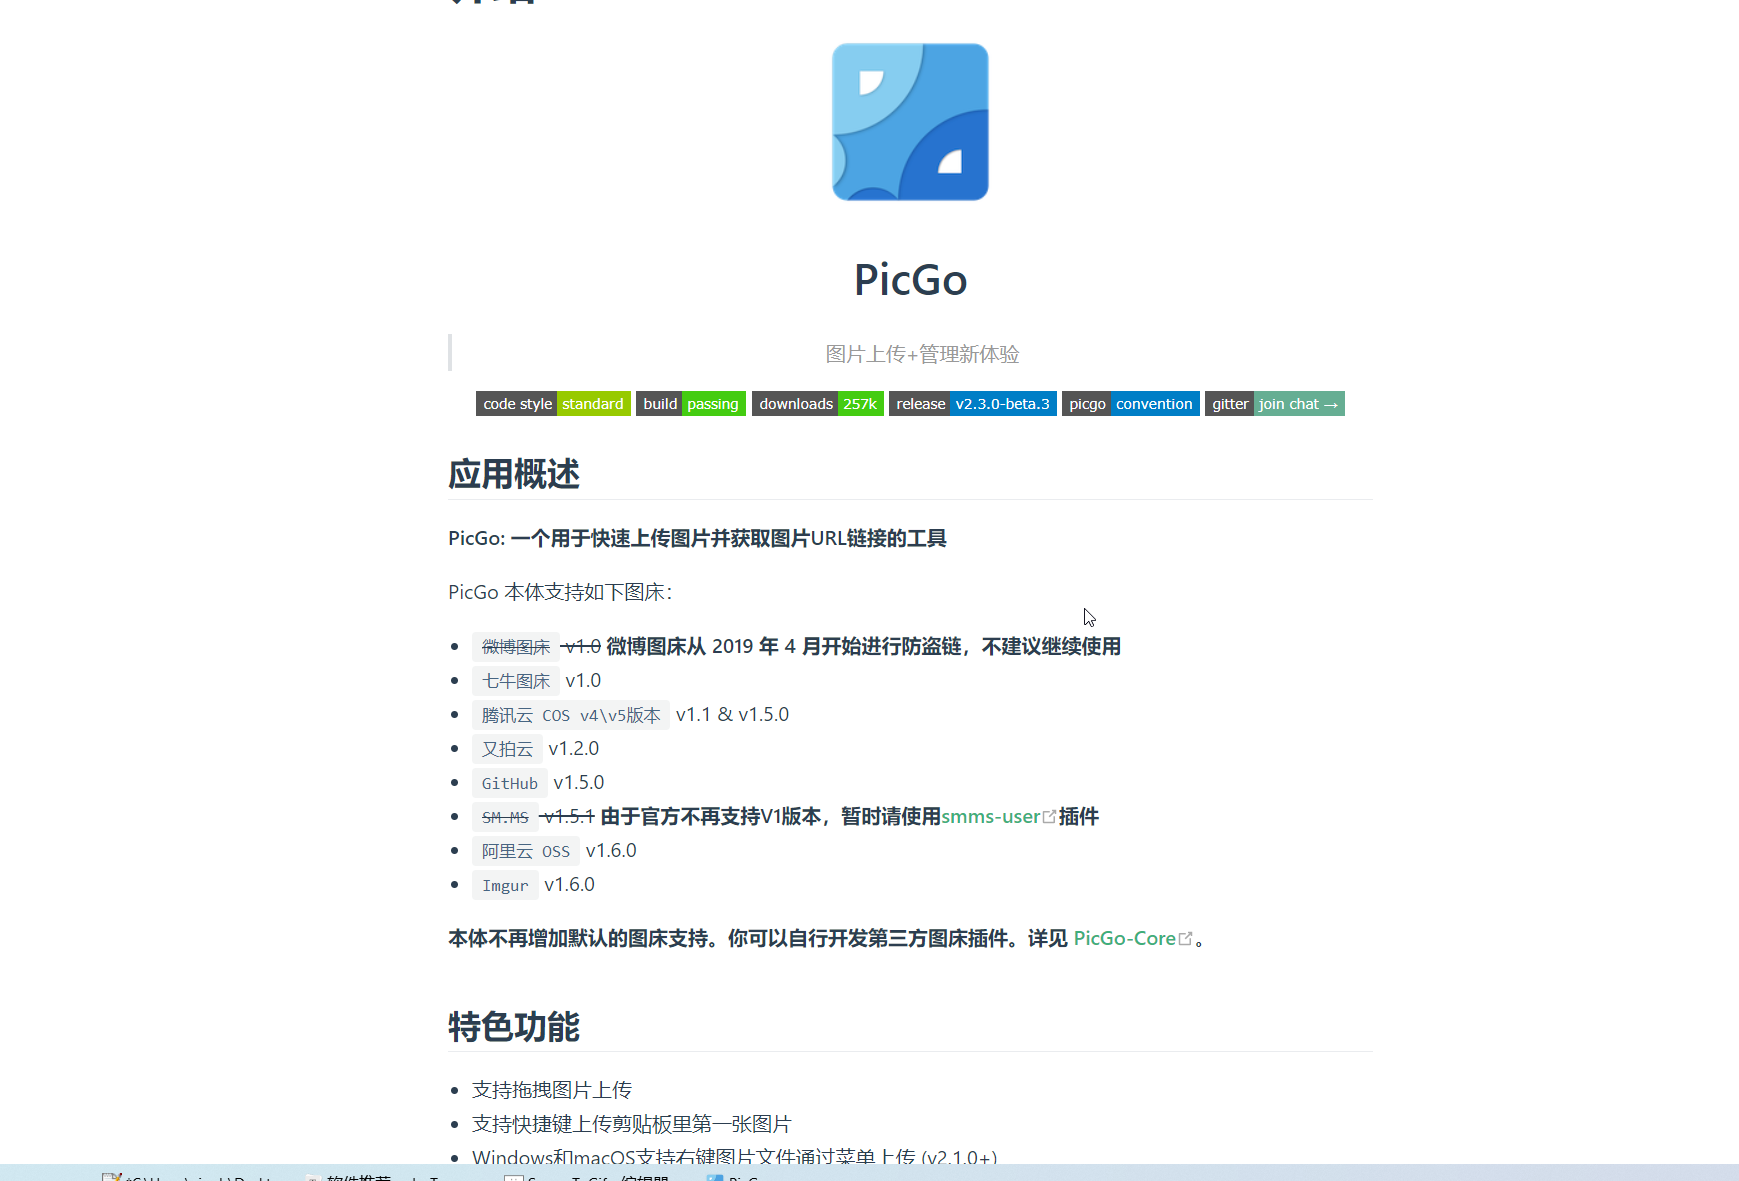 PicGo
图片上传+管理新体验
code style standard build passing downloads 257k release v2.3.0-beta.3 picgo convention gitter join chat →
应用概述
PicGo: 一个用于快速上传图片并获取图片URL链接的工具
PicGo 本体支持如下图床：
微博图床 v1.0 微博图床从 2019 年 4 月开始进行防盗链，不建议继续使用
七牛图床 v1.0
腾讯云 COS v4\v5版本 v1.1 & v1.5.0
又拍云 v1.2.0
GitHub v1.5.0
SM.MS v1.5.1 由于官方不再支持V1版本，暂时请使用smms-user插件
阿里云 OSS v1.6.0
Imgur v1.6.0
本体不再增加默认的图床支持。你可以自行开发第三方图床插件。详见 PicGo-Core。
特色功能
支持拖拽图片上传
支持快捷键上传剪贴板里第一张图片
Windows和macOS支持右键图片文件通过菜单上传 (v2.1.0+)